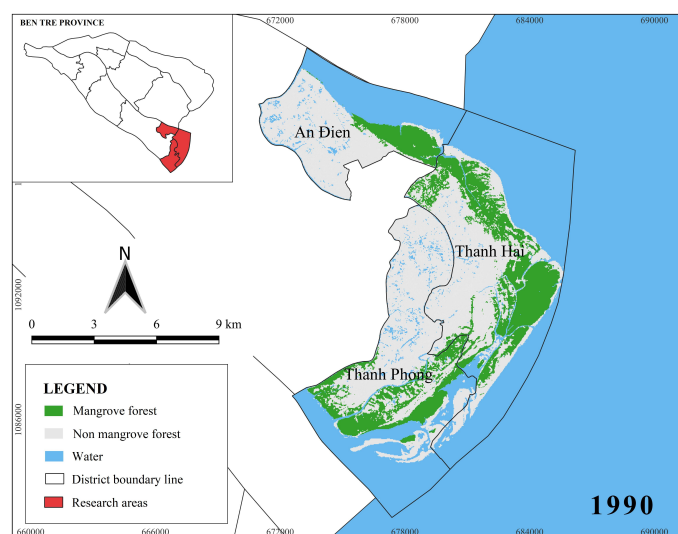 BEN TRE PROVINCE
672000 678000 684000 690000
An Đien
Thanh Hai
N
1092000
0 3 6 9 km
Thanh Phong
LEGEND
Mangrove forest
Non mangrove forest
Water
District boundary line
Research areas
1086000
1990
660000 666000 672000 678000 684000 690000